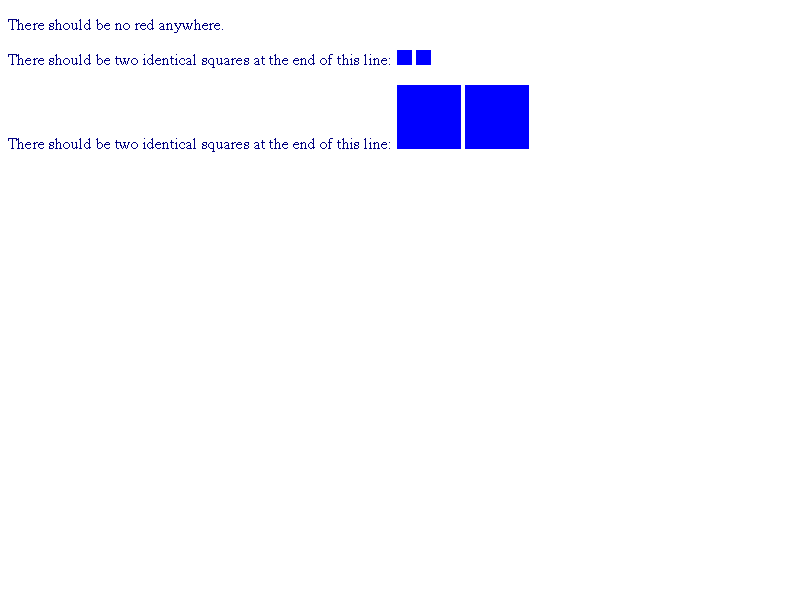 There should be no red anywhere.
There should be two identical squares at the end of this line:
There should be two identical squares at the end of this line: